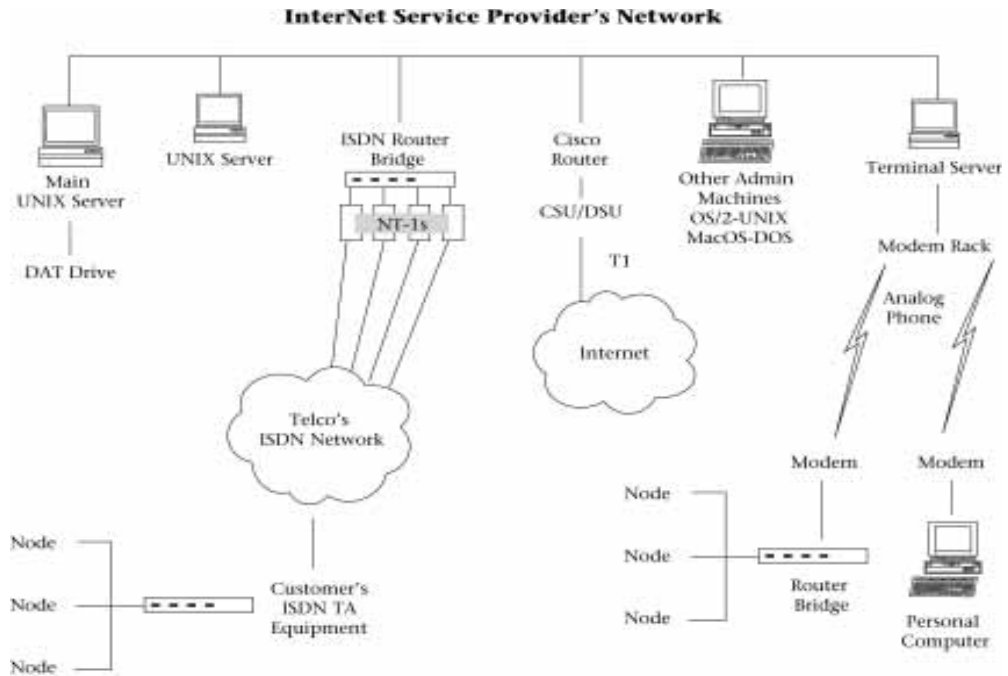 InterNet Service Provider's Network
Main
UNIX Server
DAT Drive
UNIX Server
ISDN Router
Bridge
NT-1s
Cisco
Router
CSU/DSU
T1
Internet
Other Admin
Machines
OS/2-UNIX
MacOS-DOS
Terminal Server
Modem Rack
Analog
Phone
Telco's
ISDN Network
Modem
Modem
Node
Node
Node
Router
Bridge
Personal
Computer
Node
Node
Node
Customer's
ISDN TA
Equipment